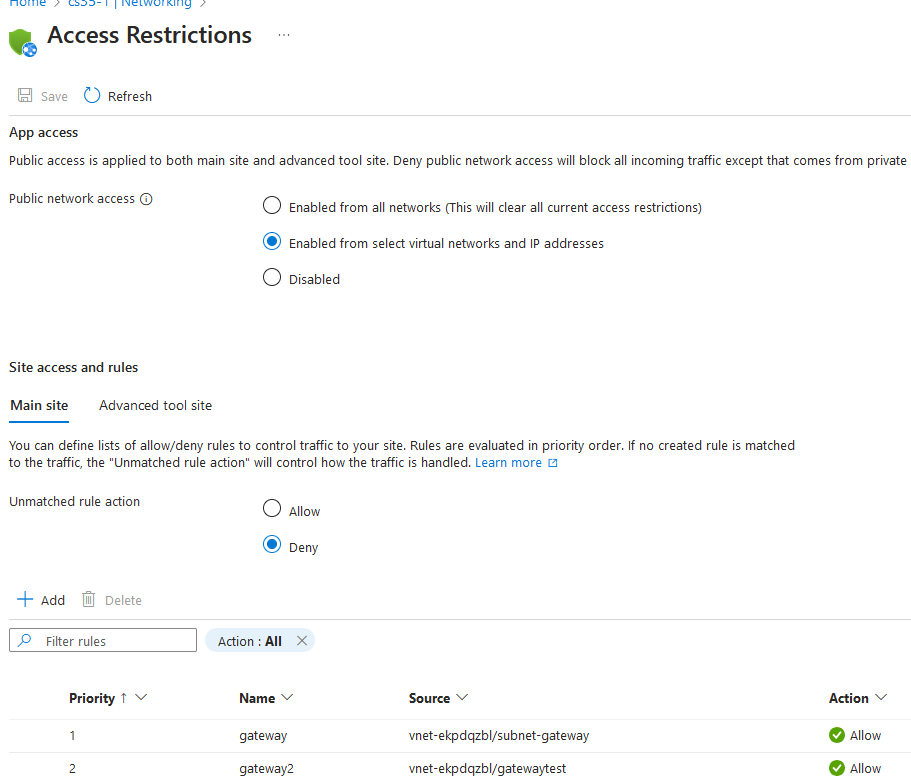 Home > cs35-1 | Networking >
Access Restrictions ...
Save Refresh
App access
Public access is applied to both main site and advanced tool site. Deny public network access will block all incoming traffic except that comes from private
Public network access
Enabled from all networks (This will clear all current access restrictions)
Enabled from select virtual networks and IP addresses
Disabled
Site access and rules
Main site Advanced tool site
You can define lists of allow/deny rules to control traffic to your site. Rules are evaluated in priority order. If no created rule is matched
to the traffic, the "Unmatched rule action" will control how the traffic is handled. Learn more
Unmatched rule action
Allow
Deny
Add Delete
Filter rules Action : All
Priority ↑ Name Source Action
1 gateway vnet-ekpdqzbl/subnet-gateway Allow
2 gateway2 vnet-ekpdqzbl/gatewaytest Allow